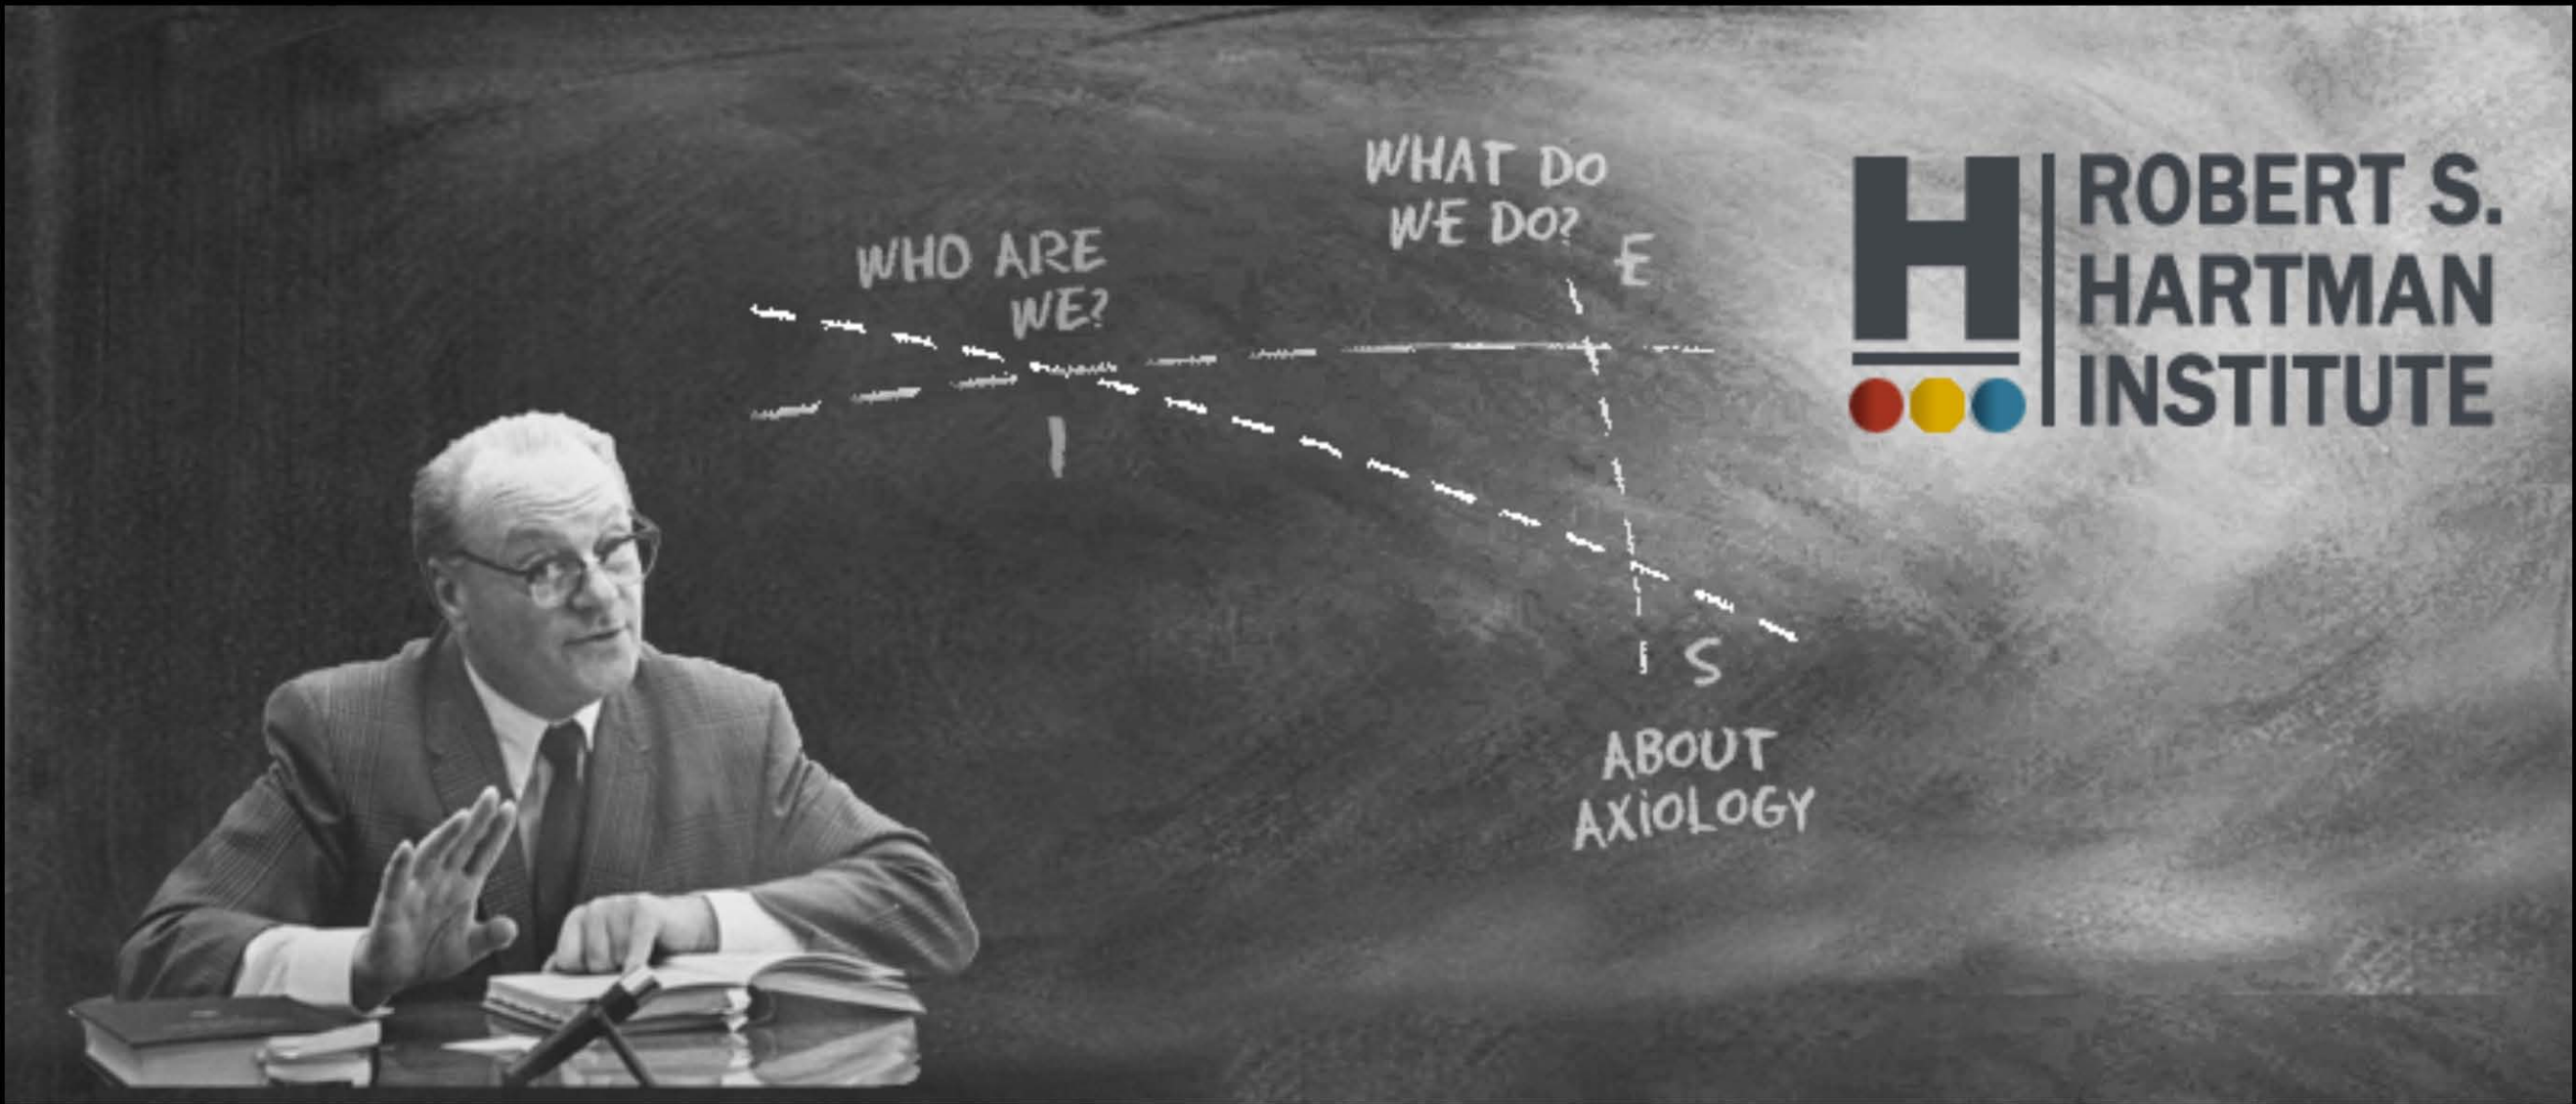 WHO ARE
WE?
I
WHAT DO
WE DO?
E
S
ABOUT
AXiOLOGY
H
ROBERT S.
HARTMAN
INSTITUTE